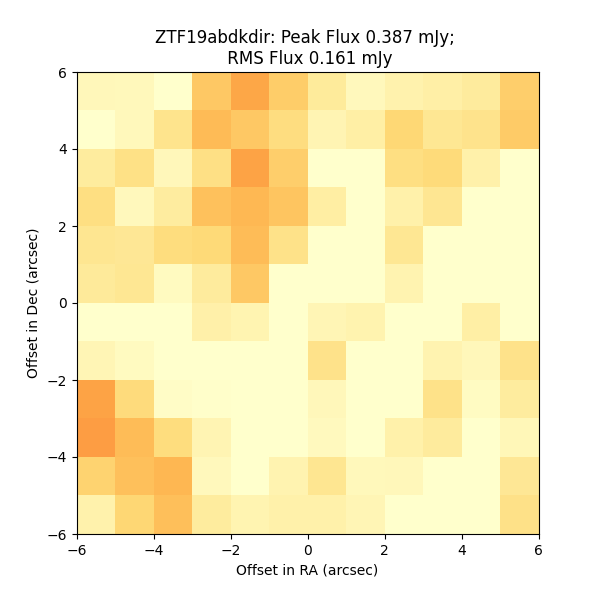 ZTF19abdkdir: Peak Flux 0.387 mJy;
RMS Flux 0.161 mJy
6
4
2
0
−2
−4
−6
Offset in Dec (arcsec)
−6 −4 −2 0 2 4 6
Offset in RA (arcsec)